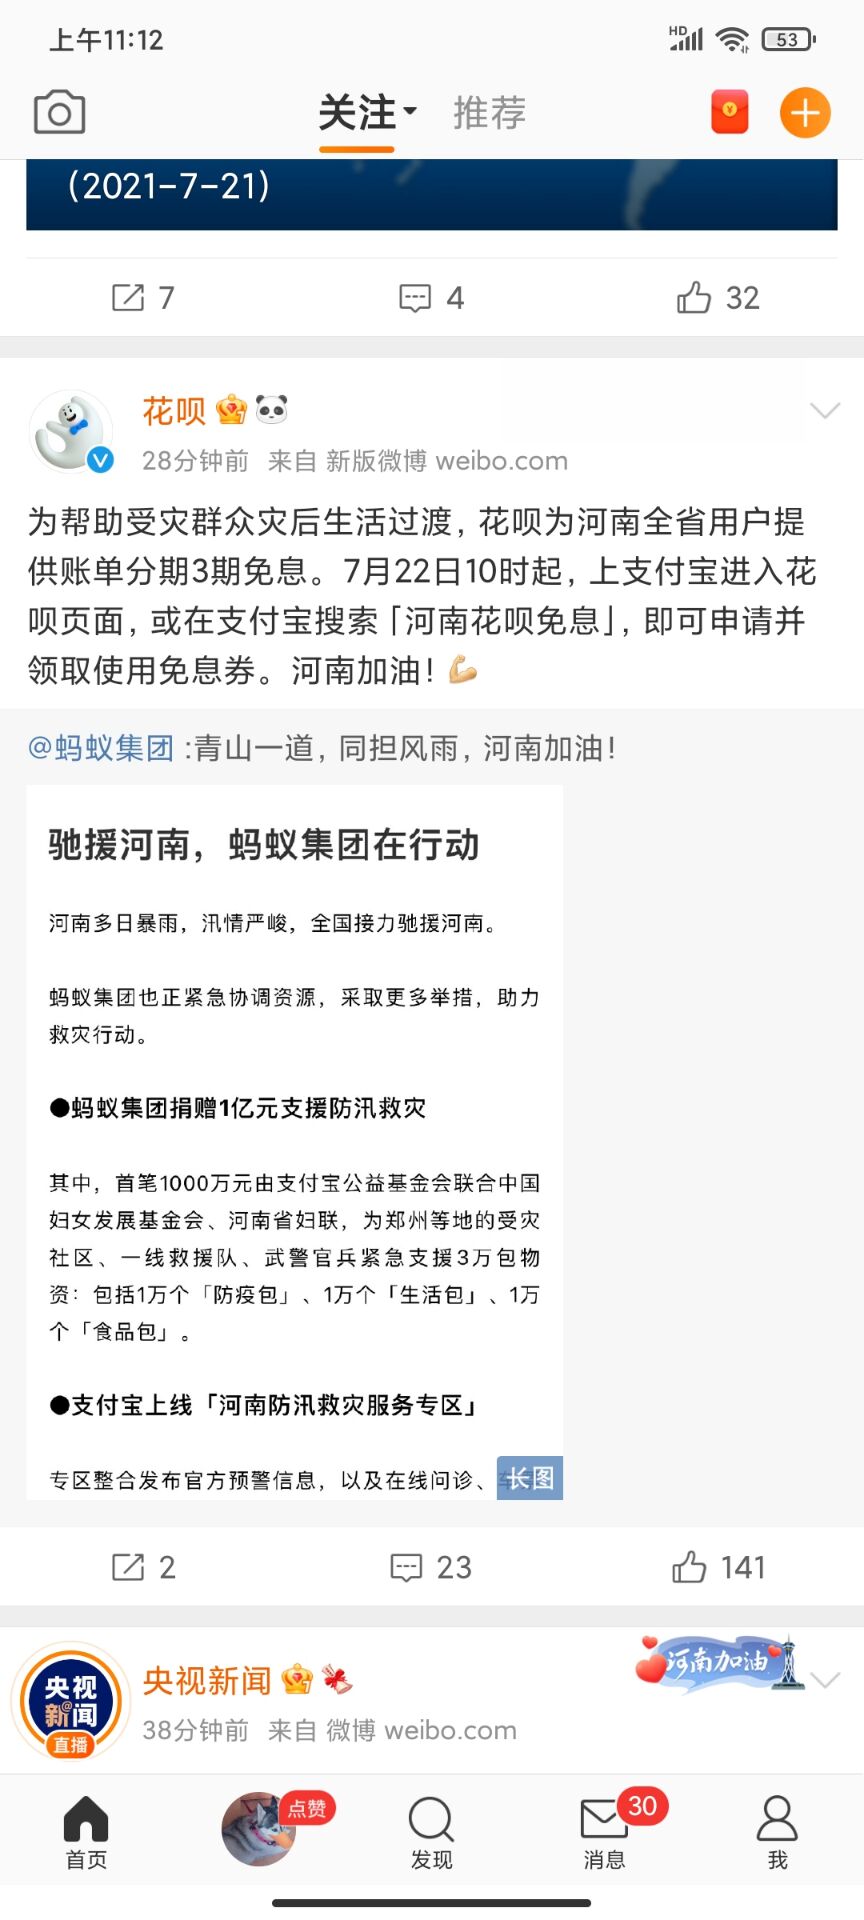 上午11:12
HD
53
关注 推荐
(2021-7-21)
7 4 32
花呗
28分钟前 来自 新版微博 weibo.com
为帮助受灾群众灾后生活过渡，花呗为河南全省用户提
供账单分期3期免息。7月22日10时起，上支付宝进入花
呗页面，或在支付宝搜索「河南花呗免息」，即可申请并
领取使用免息券。河南加油！💪
@蚂蚁集团 :青山一道，同担风雨，河南加油！
驰援河南，蚂蚁集团在行动
河南多日暴雨，汛情严峻，全国接力驰援河南。
蚂蚁集团也正紧急协调资源，采取更多举措，助力
救灾行动。
●蚂蚁集团捐赠1亿元支援防汛救灾
其中，首笔1000万元由支付宝公益基金会联合中国
妇女发展基金会、河南省妇联，为郑州等地的受灾
社区、一线救援队、武警官兵紧急支援3万包物
资：包括1万个「防疫包」、1万个「生活包」、1万
个「食品包」。
●支付宝上线「河南防汛救灾服务专区」
专区整合发布官方预警信息，以及在线问诊、
长图
2 23 141
央视新闻
直播
央视新闻
河南加油
38分钟前 来自 微博 weibo.com
点赞
30
首页 发现 消息 我